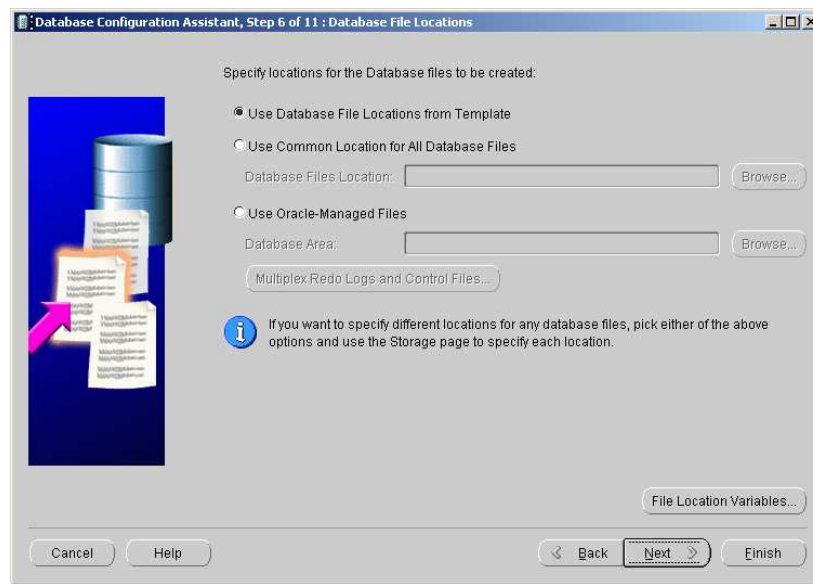 Database Configuration Assistant, Step 6 of 11 : Database File Locations
Specify locations for the Database files to be created:
Use Database File Locations from Template
Use Common Location for All Database Files
Database Files Location:
Browse...
Use Oracle-Managed Files
Database Area:
Browse...
Multiplex Redo Logs and Control Files...
If you want to specify different locations for any database files, pick either of the above
options and use the Storage page to specify each location.
File Location Variables...
Cancel
Help
Back
Next
Finish